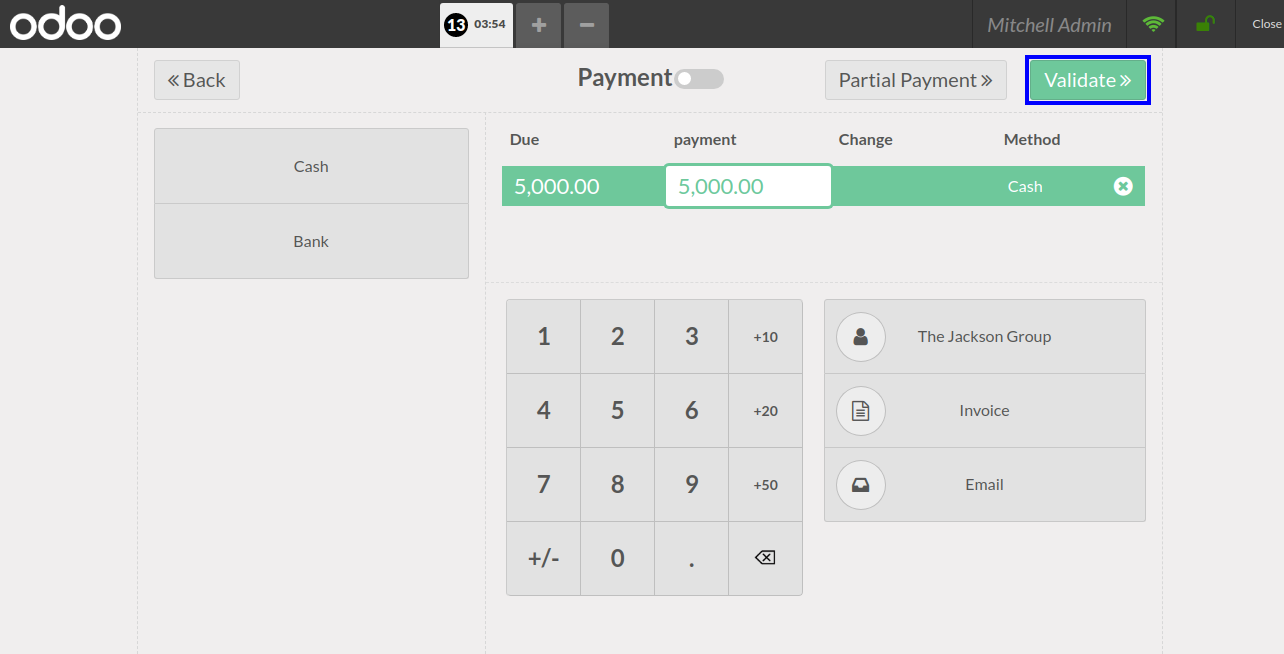 odoo
13 03:54
Mitchell Admin
Close
Back
Payment
Partial Payment
Validate
Cash
Bank
Due payment Change Method
5,000.00 5,000.00 Cash
1 2 3 +10
4 5 6 +20
7 8 9 +50
+/- 0 .
The Jackson Group
Invoice
Email